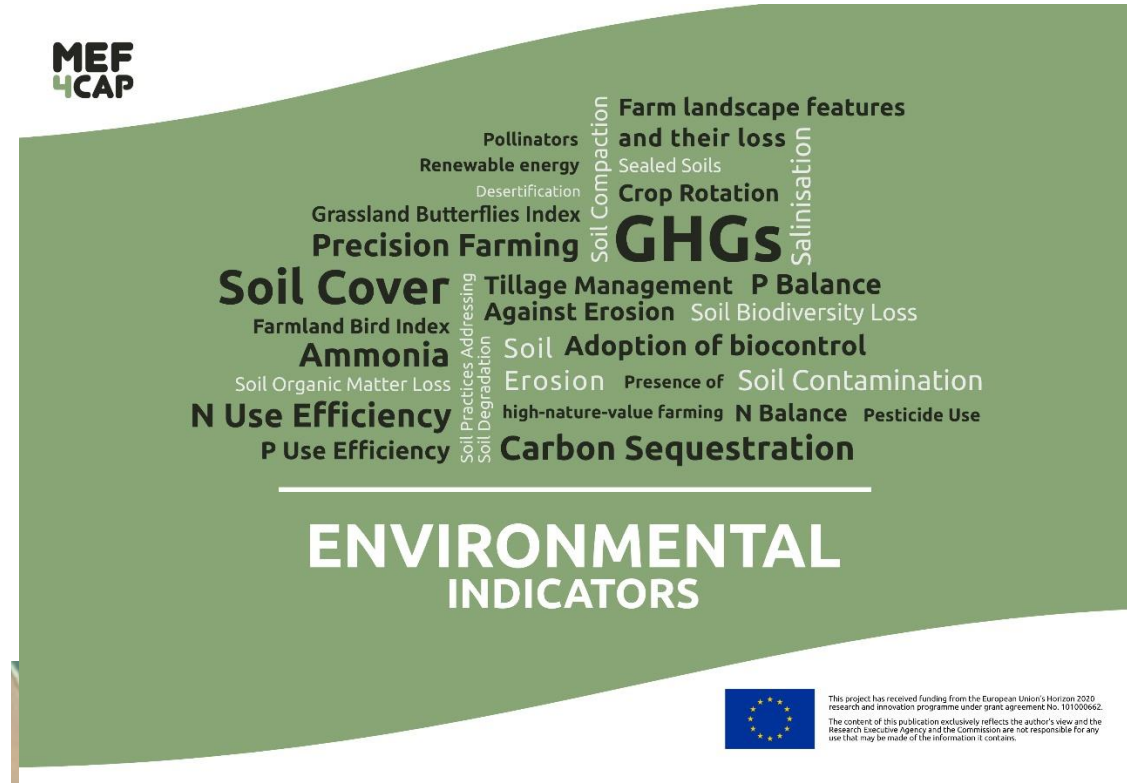 MEF
4CAP
Farm landscape features
and their loss
Pollinators
Renewable energy
Desertification
Grassland Butterflies Index
Precision Farming
Soil Compaction
Sealed Soils
Crop Rotation
GHGs
Salinisation
Soil Cover
Farmland Bird Index
Ammonia
Soil Organic Matter Loss
N Use Efficiency
P Use Efficiency
Soil Practices Addressing
Soil Degradation
Tillage Management
Against Erosion
P Balance
Soil Biodiversity Loss
Soil
Erosion
Adoption of biocontrol
Presence of
high-nature-value farming
Soil Contamination
N Balance
Pesticide Use
Carbon Sequestration
ENVIRONMENTAL
INDICATORS
This project has received funding from the European Union's Horizon 2020
research and innovation programme under grant agreement No. 101000662.
The content of this publication exclusively reflects the author's view and the
Research Executive Agency and the Commission are not responsible for any
use that may be made of the information it contains.